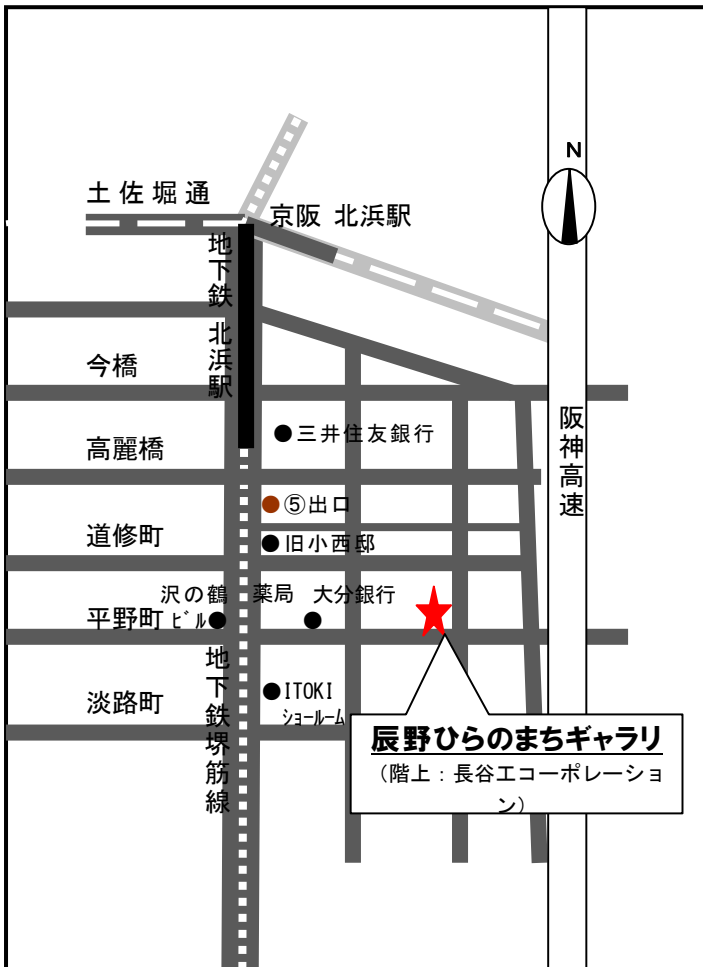 N
土佐堀通
京阪 北浜駅
地下鉄 北浜駅
今橋
●三井住友銀行
高麗橋
阪神高速
●⑤出口
道修町
●旧小西邸
沢の鶴
ビル●
薬局 大分銀行
平野町
地下鉄堺筋線
淡路町
●ITOKI
ショールーム
辰野ひらのまちギャラリ
(階上：長谷工コーポレーショ
ン)